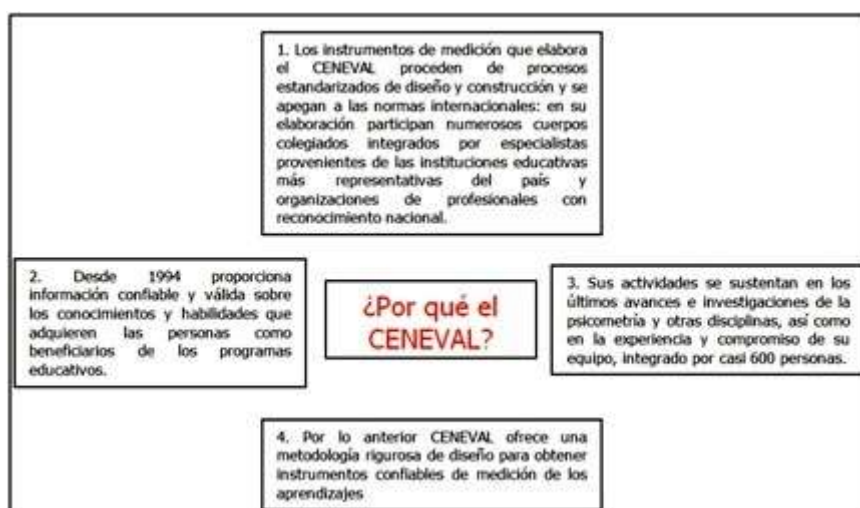 1. Los instrumentos de medición que elabora
el CENEVAL proceden de procesos
estandarizados de diseño y construcción y se
apegan a las normas internacionales: en su
elaboración participan numerosos cuerpos
colegiados integrados por especialistas
provenientes de las instituciones educativas
más representativas del país y
organizaciones de profesionales con
reconocimiento nacional.
2. Desde 1994 proporciona
información confiable y válida sobre
los conocimientos y habilidades que
adquieren las personas como
beneficiarios de los programas
educativos.
¿Por qué el
CENEVAL?
3. Sus actividades se sustentan en los
últimos avances e investigaciones de la
psicometría y otras disciplinas, así como
en la experiencia y compromiso de su
equipo, integrado por casi 600 personas.
4. Por lo anterior CENEVAL ofrece una
metodología rigurosa de diseño para obtener
instrumentos confiables de medición de los
aprendizajes